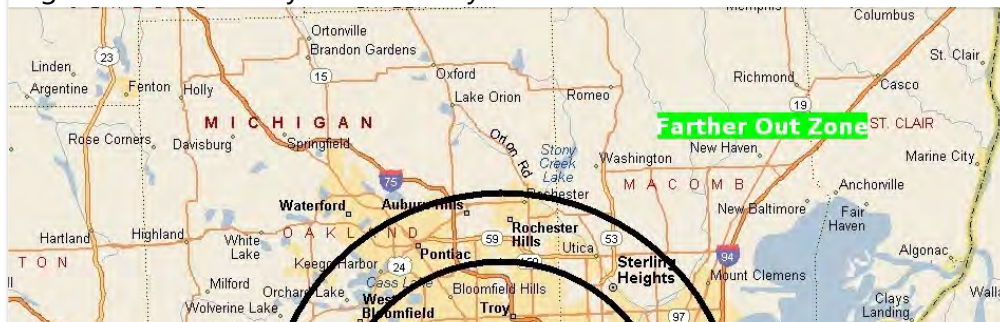 Columbus
Ortonville
St. Clair
23
Brandon Gardens
Linden
15
Oxford
Richmond
Casco
Argentine
Fenton
Holly
Lake Orion
Romeo
19
MICHIGAN
Farther Out Zone
ST. CLAIR
Rose Corners
Davisburg
Springfield
Orion Rd
Stony
Creek
Lake
Washington
New Haven
Marine City
75
MACOMB
Anchorville
Waterford
Auburn Hills
Rochester
New Baltimore
Fair
Haven
Hartland
Highland
White
Lake
OAKLAND
59
Rochester
Hills
Utica
53
94
Algonac
TON
Keego Harbor
24
Pontiac
Sterling
Heights
Mount Clemens
Milford
Orchard Lake
Cass Lake
Bloomfield Hills
Wolverine Lake
West
Bloomfield
Troy
97
Clays
Landing